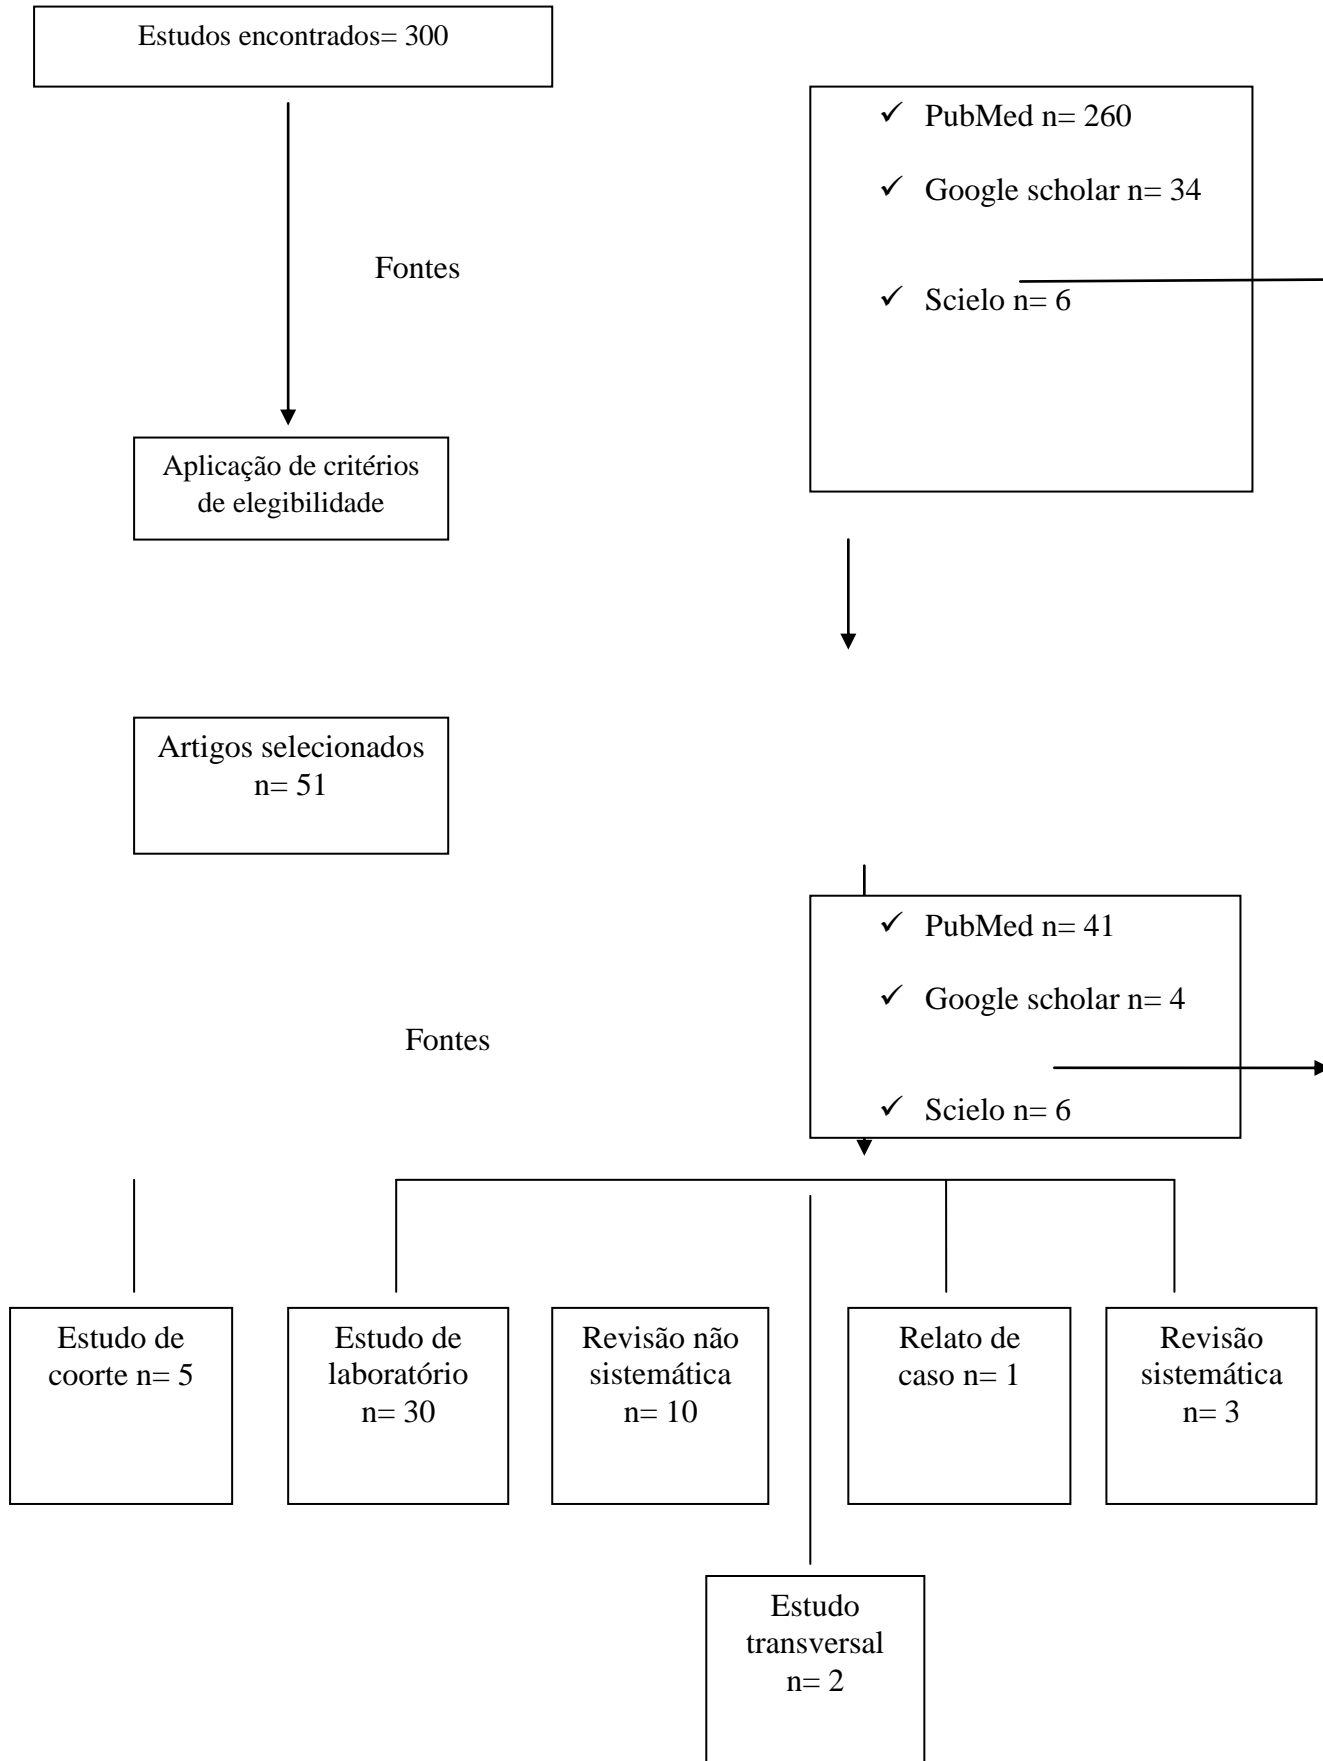 Estudos encontrados= 300
✓ PubMed n= 260
✓ Google scholar n= 34
Fontes
✓ Scielo n= 6
Aplicação de critérios
de elegibilidade
Artigos selecionados
n= 51
✓ PubMed n= 41
✓ Google scholar n= 4
Fontes
✓ Scielo n= 6
Estudo de
coorte n= 5
Estudo de
laboratório
n= 30
Revisão não
sistemática
n= 10
Relato de
caso n= 1
Revisão
sistemática
n= 3
Estudo
transversal
n= 2